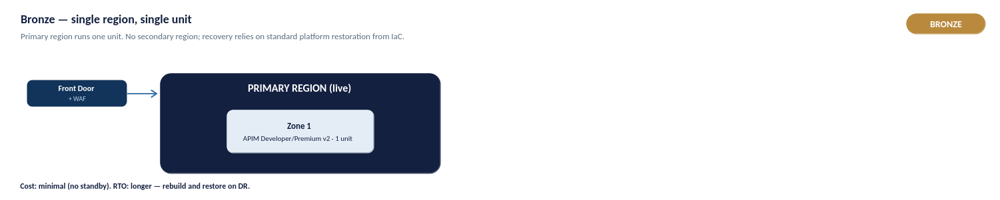 Bronze — single region, single unit
BRONZE
Primary region runs one unit. No secondary region; recovery relies on standard platform restoration from IaC.
Front Door
+ WAF
PRIMARY REGION (live)
Zone 1
APIM Developer/Premium v2 · 1 unit
Cost: minimal (no standby). RTO: longer — rebuild and restore on DR.